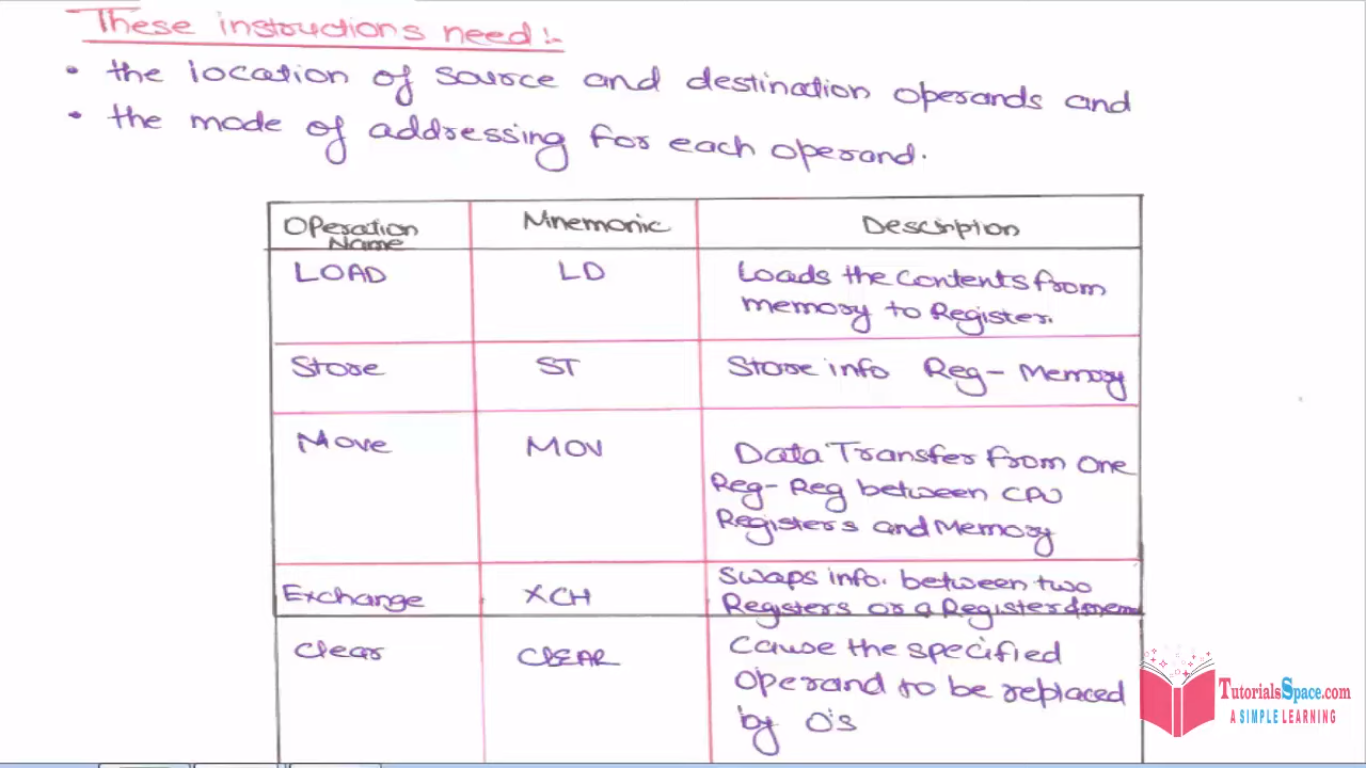 These instructions need:-
• the location of source and destination operands and
• the mode of addressing for each operand.
Operation Name
Mnemonic
Description
LOAD
LD
Loads the contents from
memory to Register.
Store
ST
Store info Reg- Memory
Move
MOV
Data Transfer from one
Reg- Reg between CPU
Registers and Memory
Exchange
XCH
Swaps info. between two
Registers or a Register & mem
Clear
CLEAR
Cause the specified
Operand to be replaced
by 0's
TutorialsSpace.com
A SIMPLE LEARNING